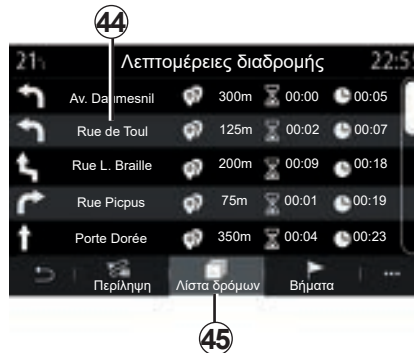 44
21 Λεπτομέρειες διαδρομής 22:5
Av. Daumesnil 300m 00:00 00:05
Rue de Toul 125m 00:02 00:07
Rue L. Braille 200m 00:09 00:18
Rue Picpus 75m 00:01 00:19
Porte Dorée 350m 00:04 00:23
Περίληψη Λίστα δρόμων Βήματα ...
45